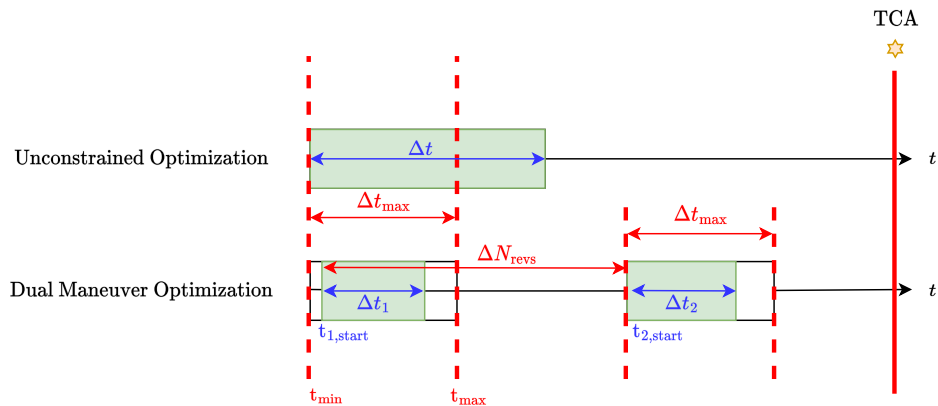 TCA
Unconstrained Optimization
Δt
t
Δt_max
Δt_max
ΔN_revs
Dual Maneuver Optimization
Δt_1
Δt_2
t
t_1,start
t_2,start
t_min
t_max